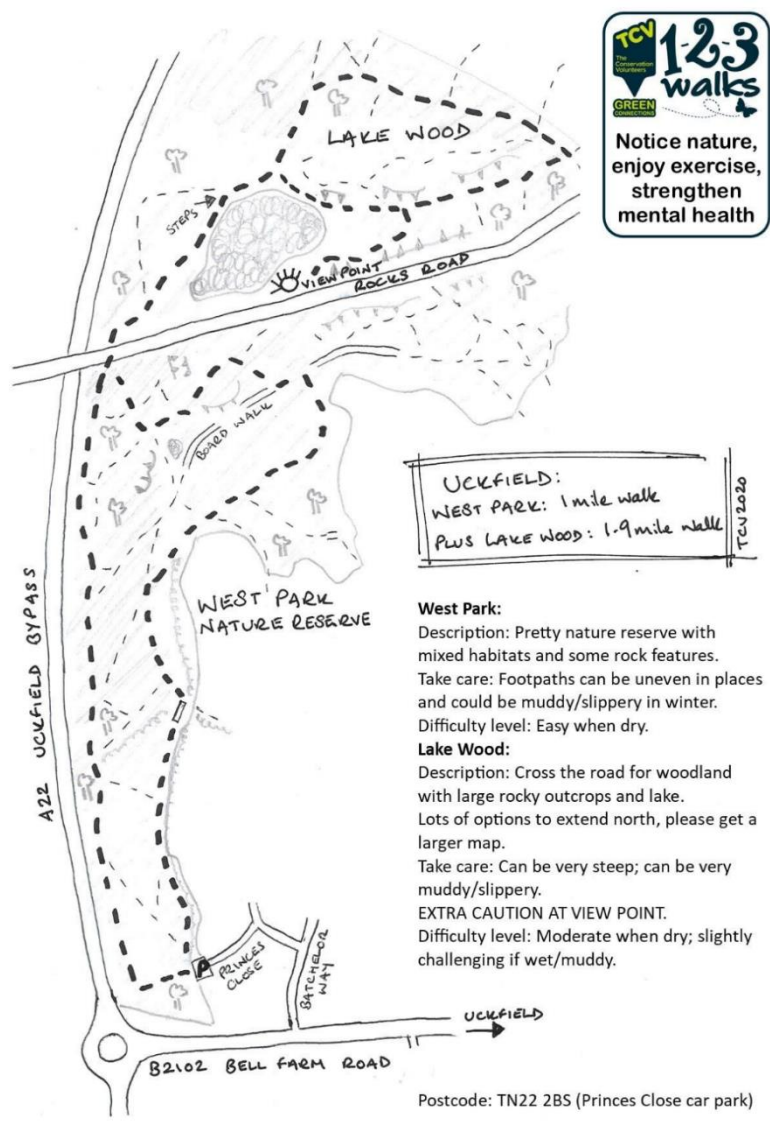 TCV
The
Conservation
Volunteers
GREEN
CONNECTIONS
1-2-3
walks
Notice nature,
enjoy exercise,
strengthen
mental health
LAKE WOOD
STEPS
VIEWPOINT
ROCKS ROAD
BOARD WALK
WEST PARK
NATURE RESERVE
A22 UCKFIELD BYPASS
P
PRINCES
CLOSE
BATCHELOR
WAY
UCKFIELD
B2102 BELL FARM ROAD
UCKFIELD:
WEST PARK: 1 mile walk
PLUS LAKE WOOD: 1.9 mile walk
TCV2020
West Park:
Description: Pretty nature reserve with
mixed habitats and some rock features.
Take care: Footpaths can be uneven in places
and could be muddy/slippery in winter.
Difficulty level: Easy when dry.
Lake Wood:
Description: Cross the road for woodland
with large rocky outcrops and lake.
Lots of options to extend north, please get a
larger map.
Take care: Can be very steep; can be very
muddy/slippery.
EXTRA CAUTION AT VIEW POINT.
Difficulty level: Moderate when dry; slightly
challenging if wet/muddy.
Postcode: TN22 2BS (Princes Close car park)